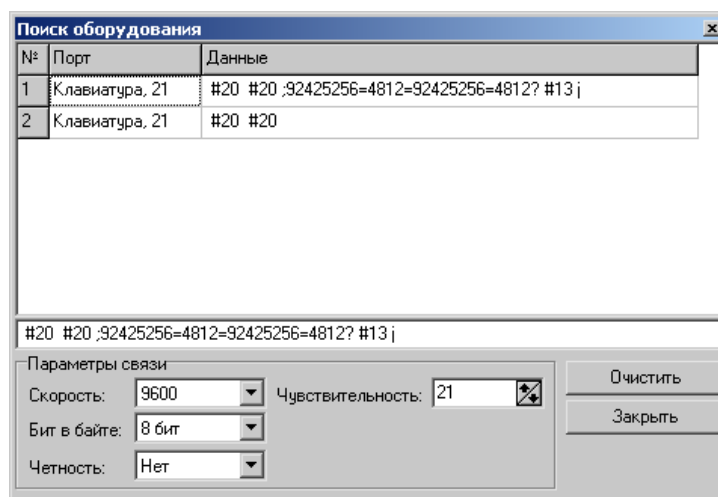 Поиск оборудования
№ Порт Данные
1 Клавиатура, 21 #20 #20 ;92425256=4812=92425256=4812? #13 j
2 Клавиатура, 21 #20 #20
#20 #20 ;92425256=4812=92425256=4812? #13 j
Параметры связи
Скорость: 9600 Чувствительность: 21 Очистить
Бит в байте: 8 бит Закрыть
Четность: Нет